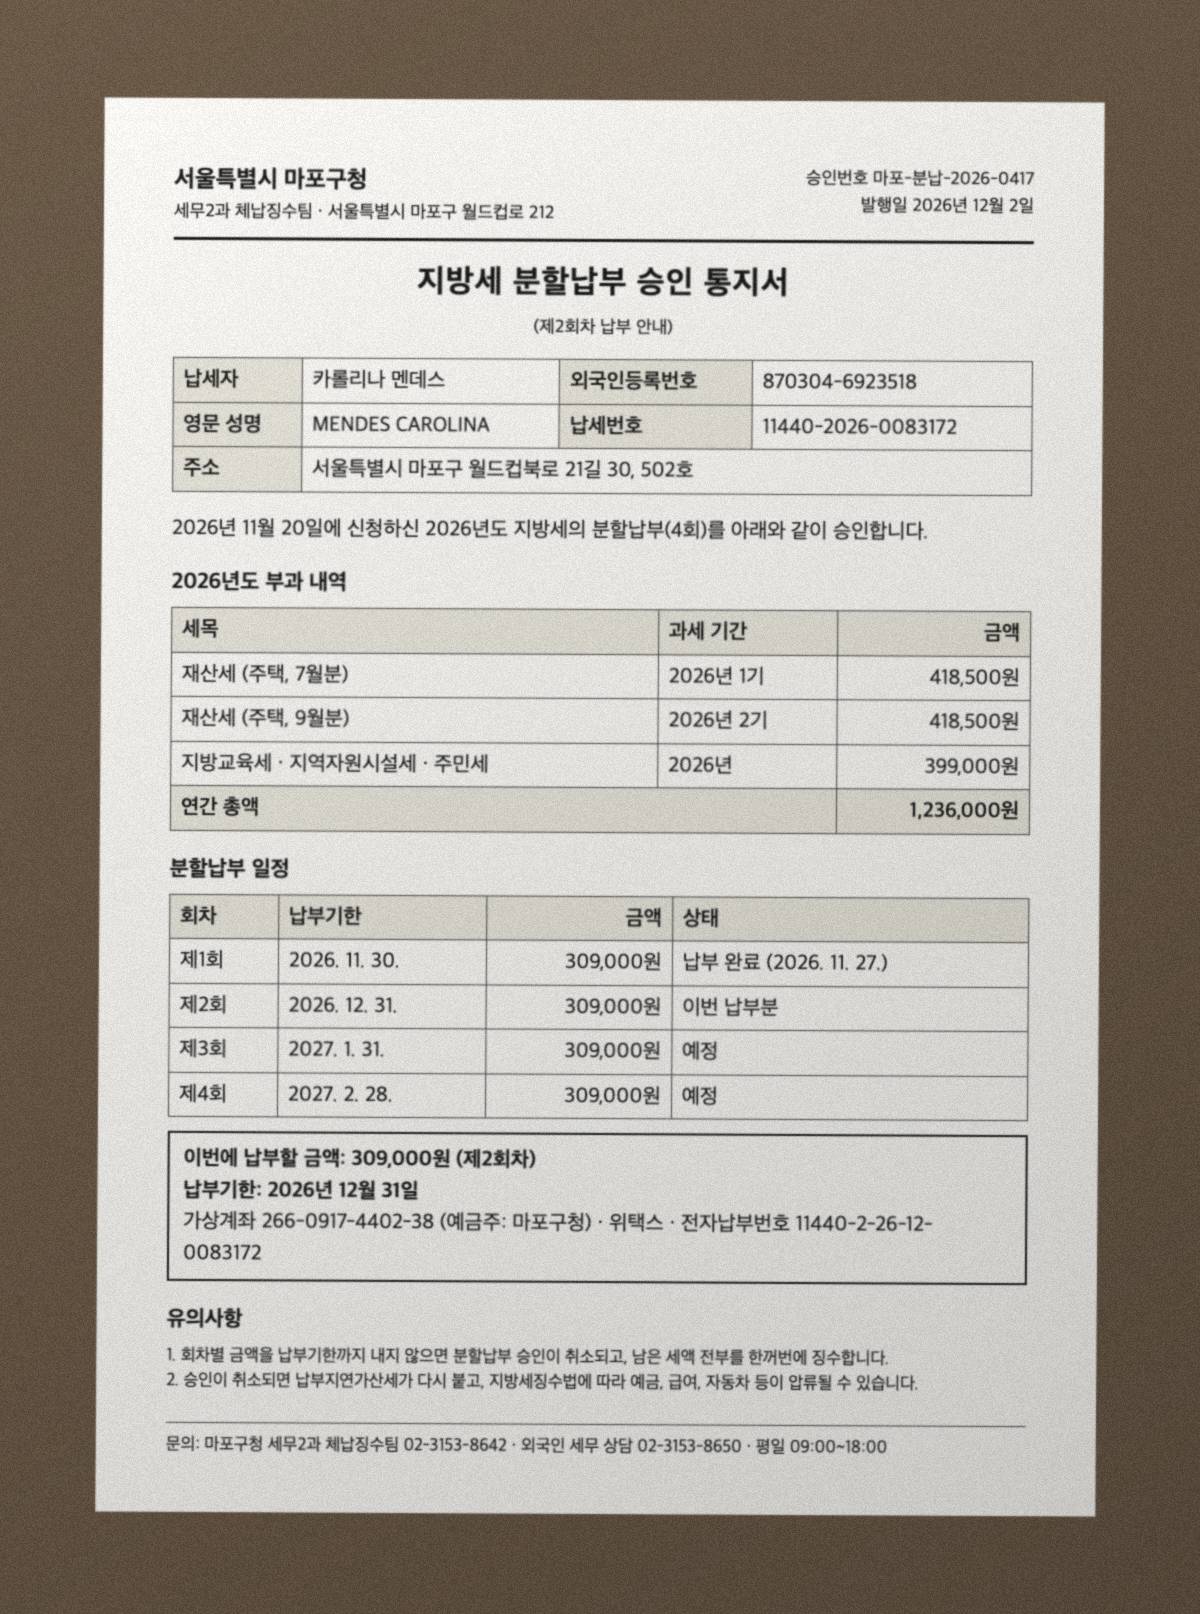 서울특별시 마포구청
승인번호 마포-분납-2026-0417
세무2과 체납징수팀 · 서울특별시 마포구 월드컵로 212
발행일 2026년 12월 2일
지방세 분할납부 승인 통지서
(제2회차 납부 안내)
납세자 카롤리나 멘데스 외국인등록번호 870304-6923518
영문 성명 MENDES CAROLINA 납세번호 11440-2026-0083172
주소 서울특별시 마포구 월드컵북로 21길 30, 502호
2026년 11월 20일에 신청하신 2026년도 지방세의 분할납부(4회)를 아래와 같이 승인합니다.
2026년도 부과 내역
세목 과세 기간 금액
재산세 (주택, 7월분) 2026년 1기 418,500원
재산세 (주택, 9월분) 2026년 2기 418,500원
지방교육세 · 지역자원시설세 · 주민세 2026년 399,000원
연간 총액 1,236,000원
분할납부 일정
회차 납부기한 금액 상태
제1회 2026. 11. 30. 309,000원 납부 완료 (2026. 11. 27.)
제2회 2026. 12. 31. 309,000원 이번 납부분
제3회 2027. 1. 31. 309,000원 예정
제4회 2027. 2. 28. 309,000원 예정
이번에 납부할 금액: 309,000원 (제2회차)
납부기한: 2026년 12월 31일
가상계좌 266-0917-4402-38 (예금주: 마포구청) · 위택스 · 전자납부번호 11440-2-26-12-
0083172
유의사항
1. 회차별 금액을 납부기한까지 내지 않으면 분할납부 승인이 취소되고, 남은 세액 전부를 한꺼번에 징수합니다.
2. 승인이 취소되면 납부지연가산세가 다시 붙고, 지방세징수법에 따라 예금, 급여, 자동차 등이 압류될 수 있습니다.
문의: 마포구청 세무2과 체납징수팀 02-3153-8642 · 외국인 세무 상담 02-3153-8650 · 평일 09:00~18:00